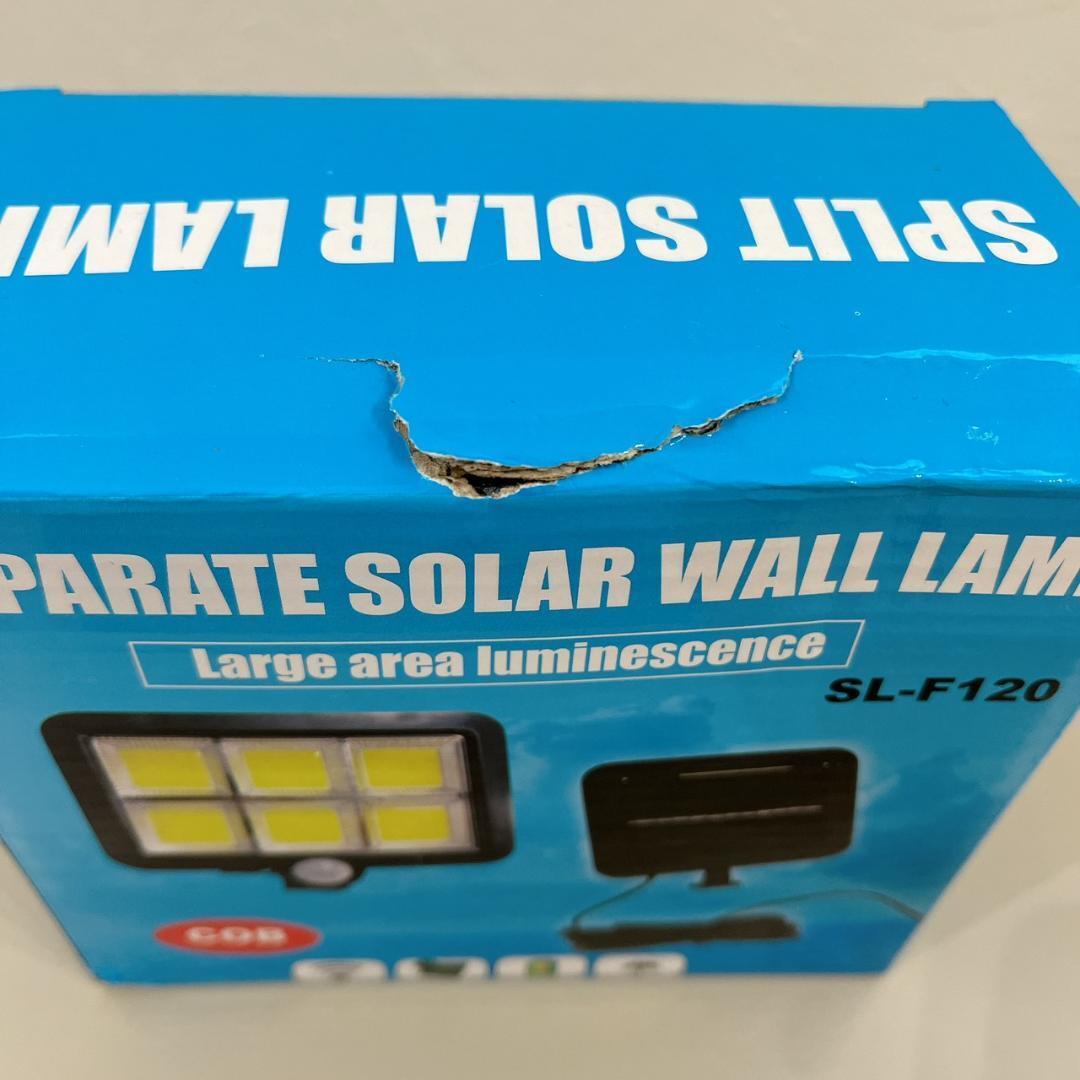 SPLIT SOLAR LAM
PARATE SOLAR WALL LAM
Large area luminescence
SL-F120
COB